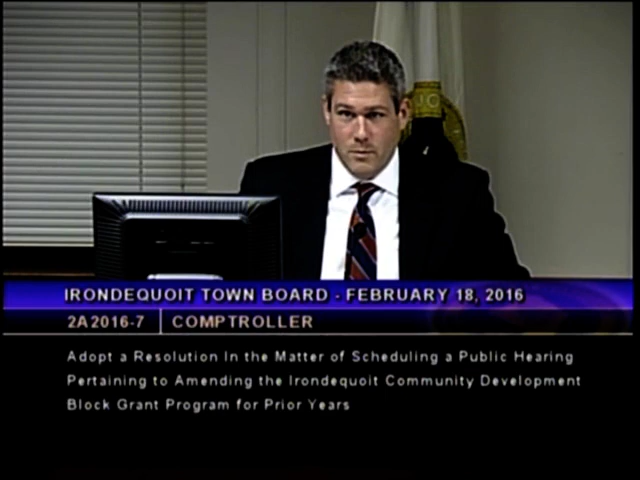 IRONDEQUOIT TOWN BOARD - FEBRUARY 18, 2016
2A2016-7 COMPTROLLER
Adopt a Resolution In the Matter of Scheduling a Public Hearing
Pertaining to Amending the Irondequoit Community Development
Block Grant Program for Prior Years